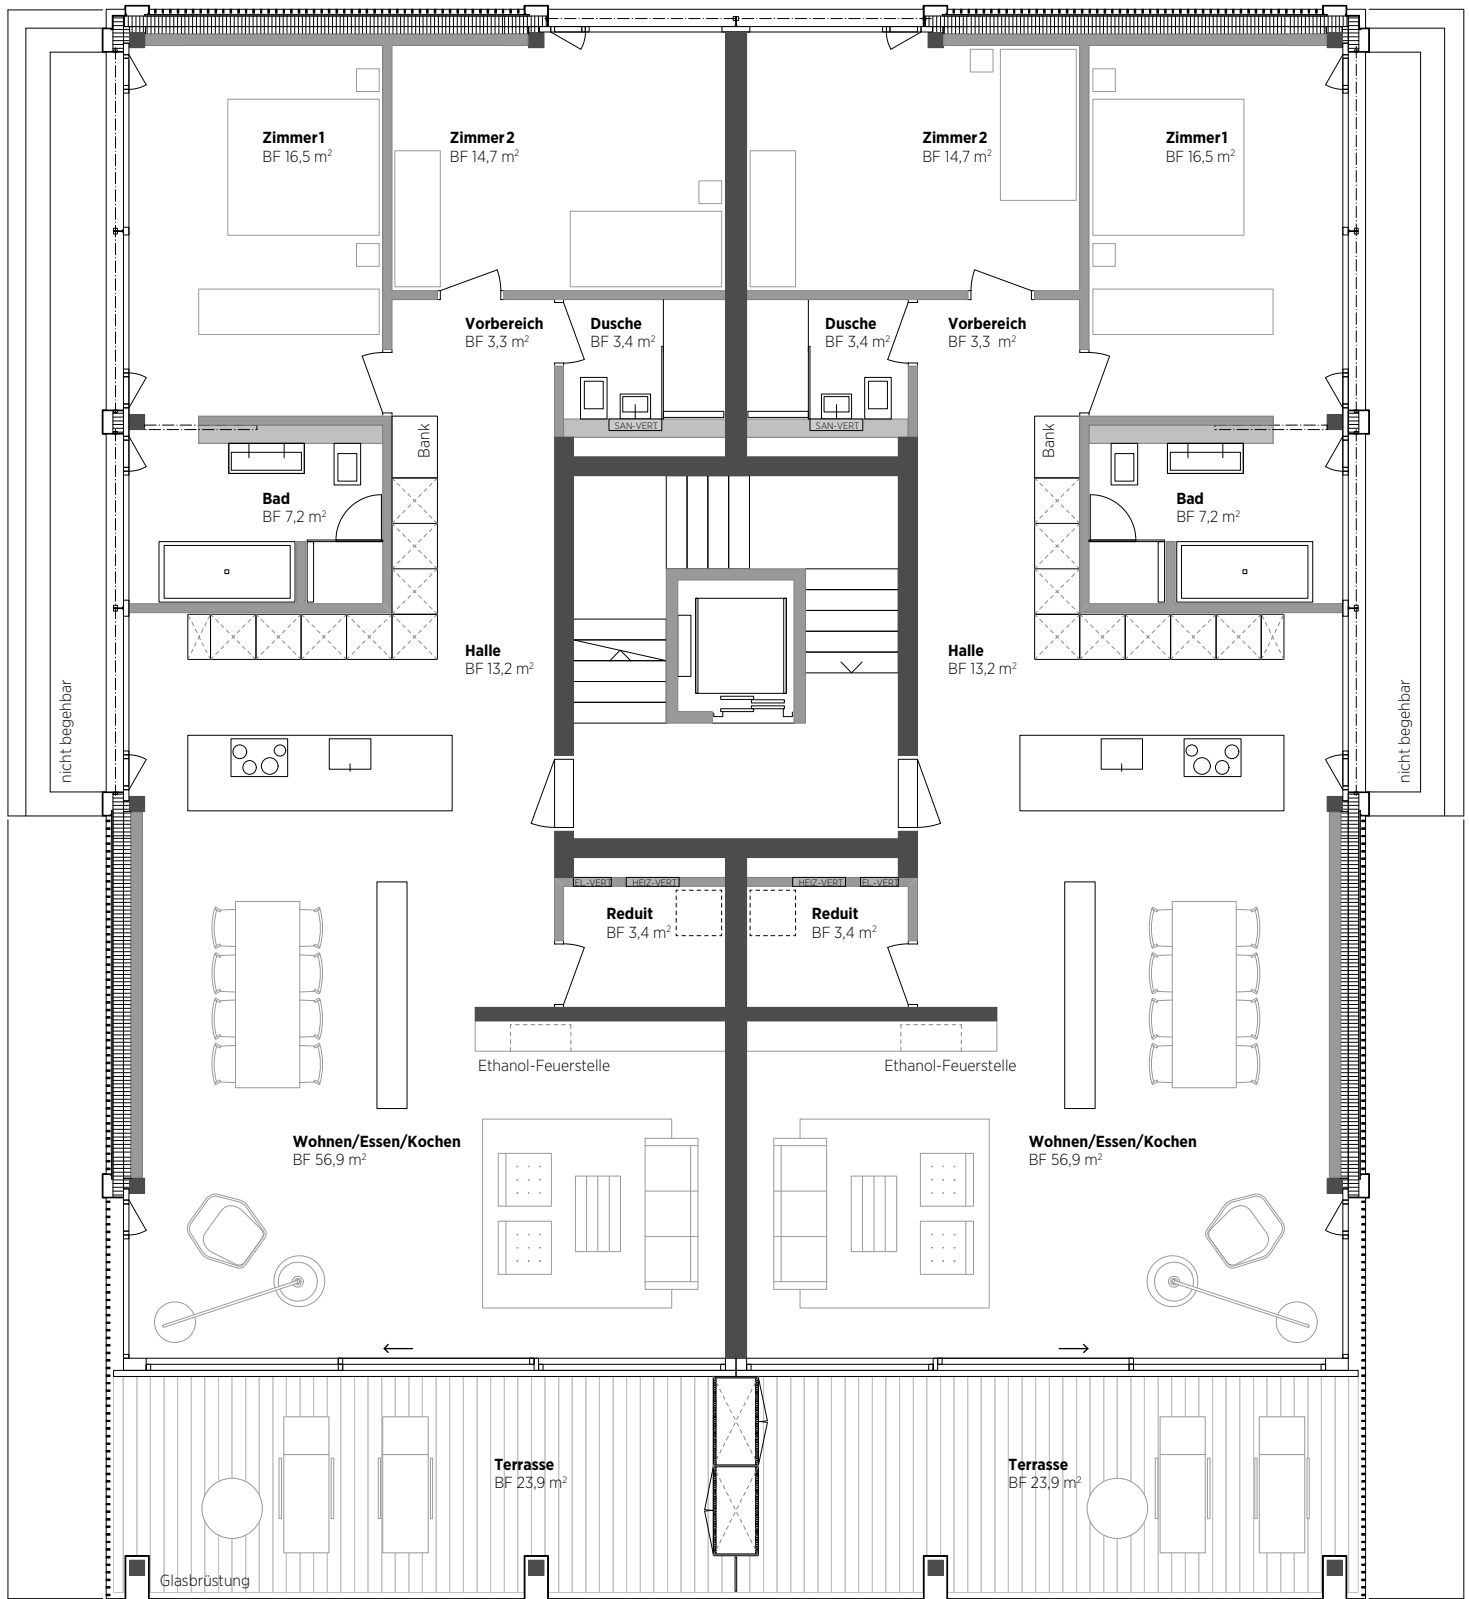 Zimmer1
BF 16,5 m²
Zimmer2
BF 14,7 m²
Zimmer2
BF 14,7 m²
Zimmer1
BF 16,5 m²
Vorbereich
BF 3,3 m²
Dusche
BF 3,4 m²
Dusche
BF 3,4 m²
Vorbereich
BF 3,3 m²
SAN-VERT.
SAN-VERT.
Bank
Bank
Bad
BF 7,2 m²
Bad
BF 7,2 m²
Halle
BF 13,2 m²
Halle
BF 13,2 m²
nicht begehbar
nicht begehbar
EL-VERT.
HEIZ-VERT.
HEIZ-VERT.
EL-VERT.
Reduit
BF 3,4 m²
Reduit
BF 3,4 m²
Ethanol-Feuerstelle
Ethanol-Feuerstelle
Wohnen/Essen/Kochen
BF 56,9 m²
Wohnen/Essen/Kochen
BF 56,9 m²
Terrasse
BF 23,9 m²
Terrasse
BF 23,9 m²
Glasbrüstung